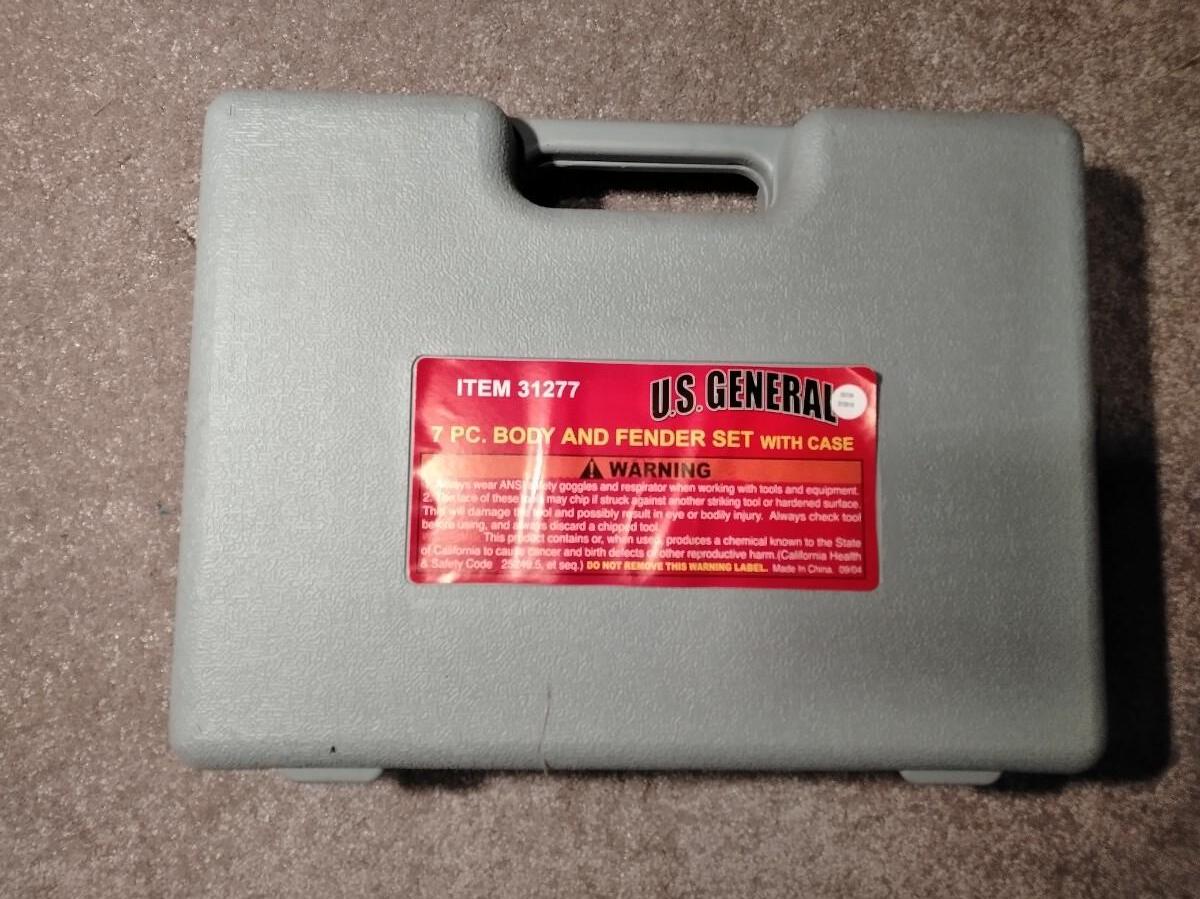 ITEM 31277
U.S. GENERAL
7 PC. BODY AND FENDER SET WITH CASE
WARNING
Always wear ANSI safety goggles and respirator when working with tools and equipment.
2. The face of these tools may chip if struck against another striking tool or hardened surface.
This will damage the tool and possibly result in eye or bodily injury. Always check tool
before using, and always discard a chipped tool.
This product contains or, when used, produces a chemical known to the State
of California to cause cancer and birth defects or other reproductive harm.(California Health
& Safety Code 25249.5, et seq.) DO NOT REMOVE THIS WARNING LABEL. Made In China. 09/04